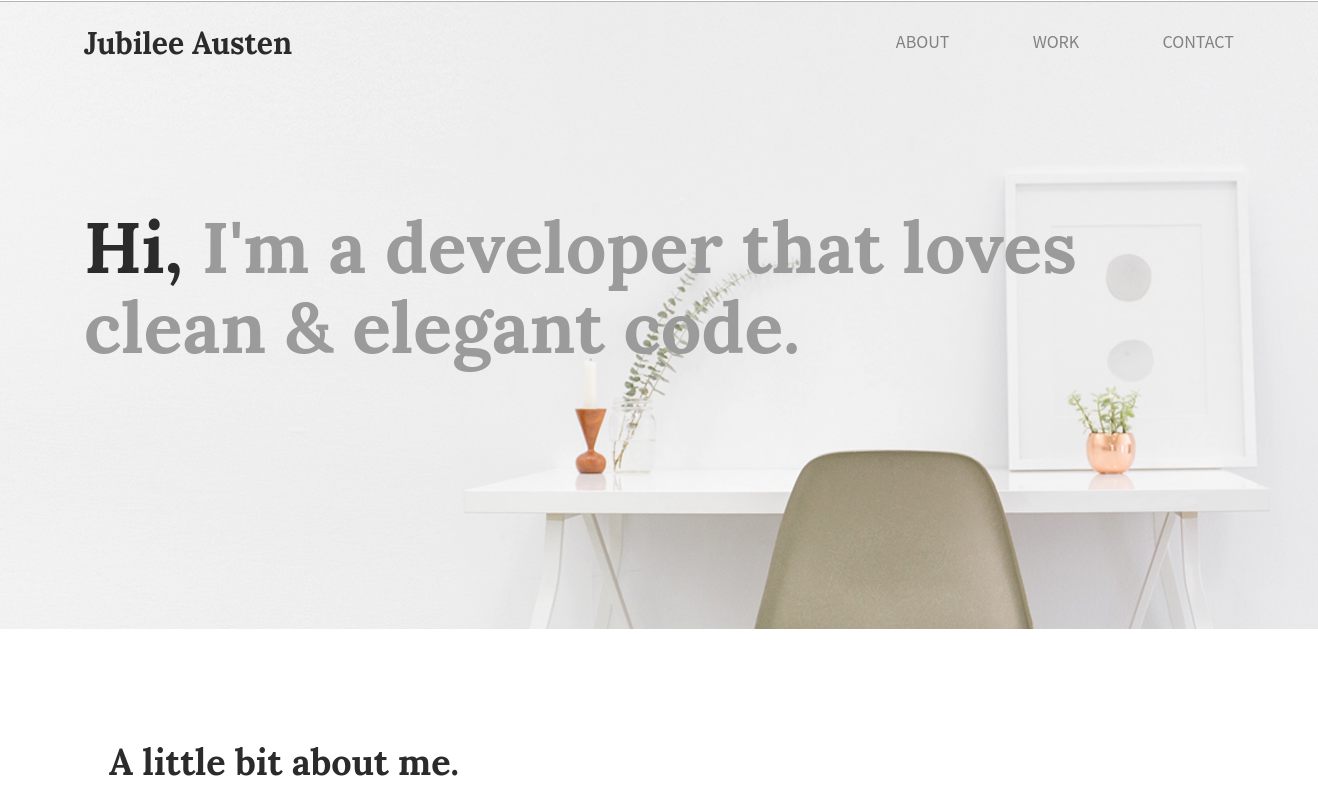 Jubilee Austen
ABOUT WORK CONTACT
Hi, I'm a developer that loves
clean & elegant code.
A little bit about me.